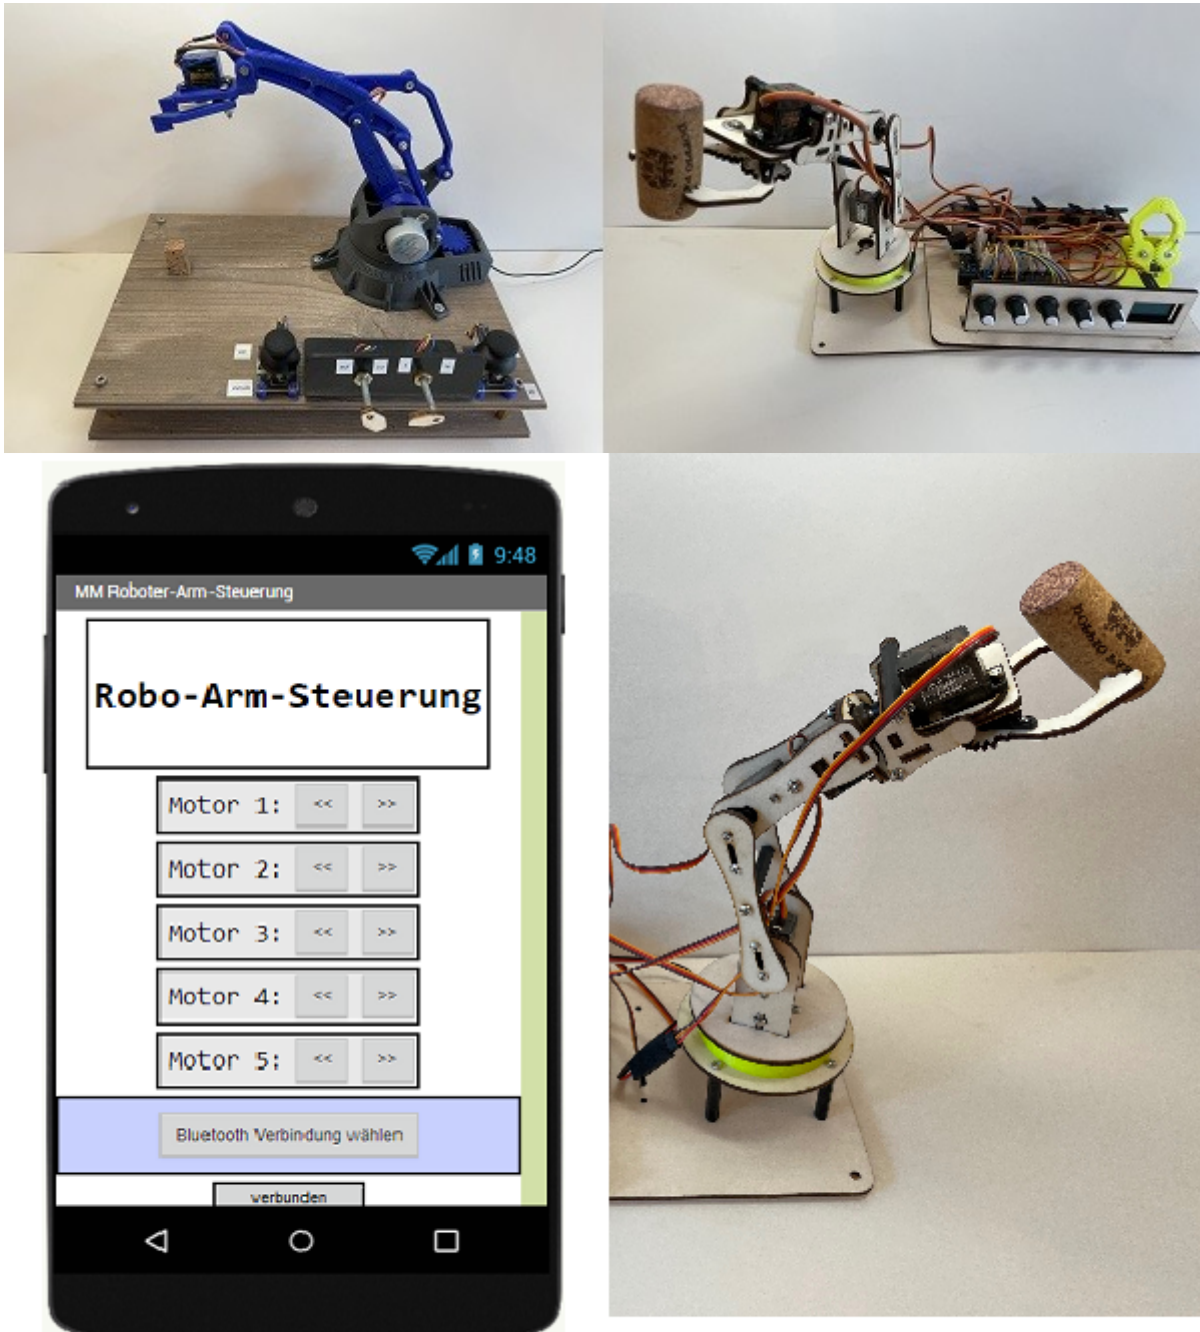 9:48
MM Roboter-Arm-Steuerung
Robo-Arm-Steuerung
Motor 1: << >>
Motor 2: << >>
Motor 3: << >>
Motor 4: << >>
Motor 5: << >>
Bluetooth Verbindung wählen
verbunden